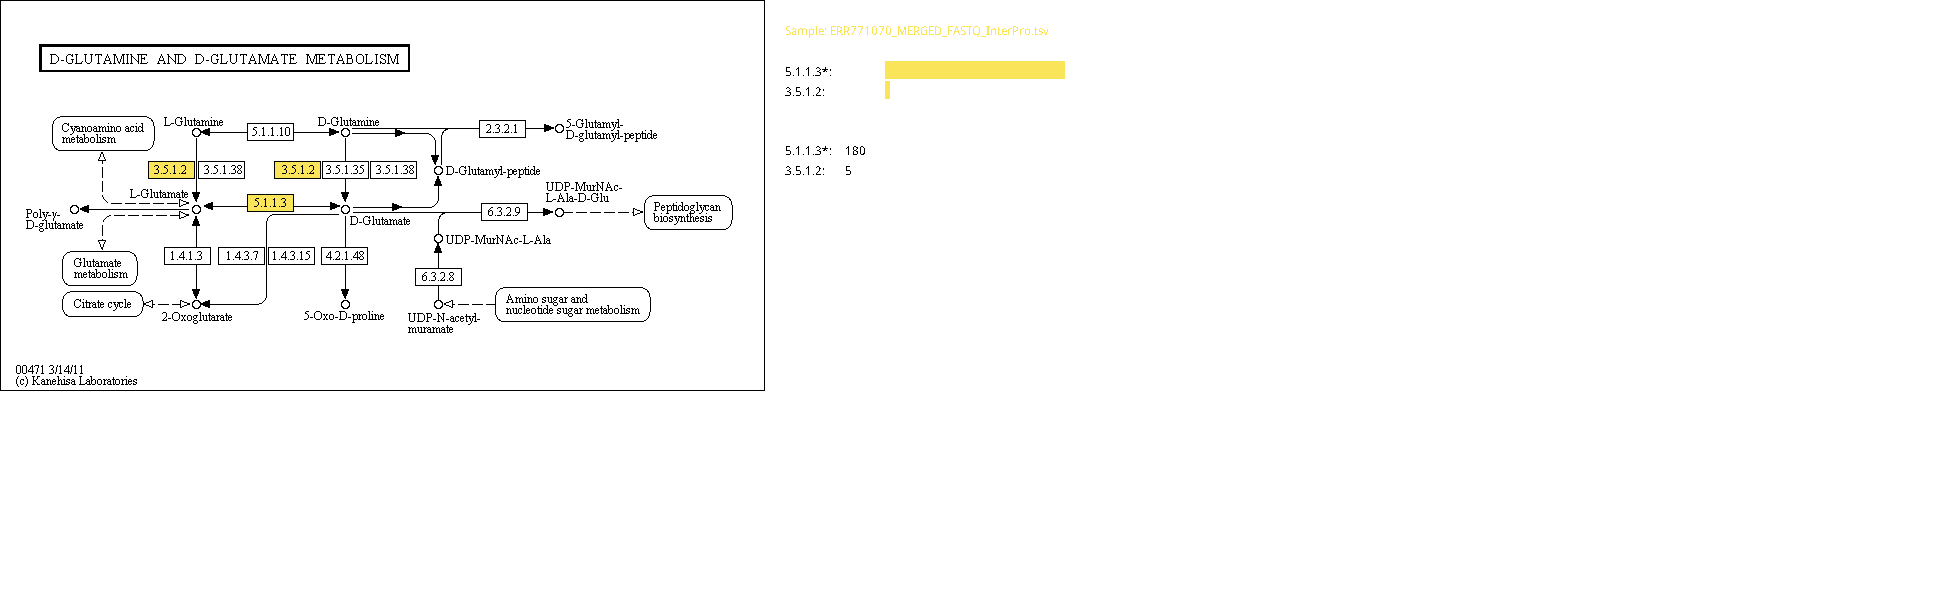 D-GLUTAMINE AND D-GLUTAMATE METABOLISM
Cyanoamino acid
metabolism
L-Glutamine
5.1.1.10
D-Glutamine
2.3.2.1
5-Glutamyl-
D-glutamyl-peptide
3.5.1.2
3.5.1.38
3.5.1.2
3.5.1.35
3.5.1.38
D-Glutamyl-peptide
L-Glutamate
5.1.1.3
D-Glutamate
UDP-MurNAc-
L-Ala-D-Glu
6.3.2.9
Peptidoglycan
biosynthesis
Poly-γ-
D-glutamate
UDP-MurNAc-L-Ala
Glutamate
metabolism
1.4.1.3
1.4.3.7
1.4.3.15
4.2.1.48
6.3.2.8
Citrate cycle
2-Oxoglutarate
5-Oxo-D-proline
UDP-N-acetyl-
muramate
Amino sugar and
nucleotide sugar metabolism
00471 3/14/11
(c) Kanehisa Laboratories
Sample: ERR771070_MERGED_FASTQ_InterPro.tsv
5.1.1.3*:
3.5.1.2:
5.1.1.3*: 180
3.5.1.2: 5